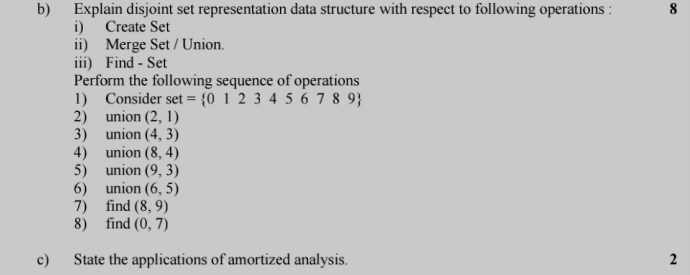 b) Explain disjoint set representation data structure with respect to following operations : 8
i) Create Set
ii) Merge Set / Union.
iii) Find - Set
Perform the following sequence of operations
1) Consider set = {0 1 2 3 4 5 6 7 8 9}
2) union (2, 1)
3) union (4, 3)
4) union (8, 4)
5) union (9, 3)
6) union (6, 5)
7) find (8, 9)
8) find (0, 7)
c) State the applications of amortized analysis. 2